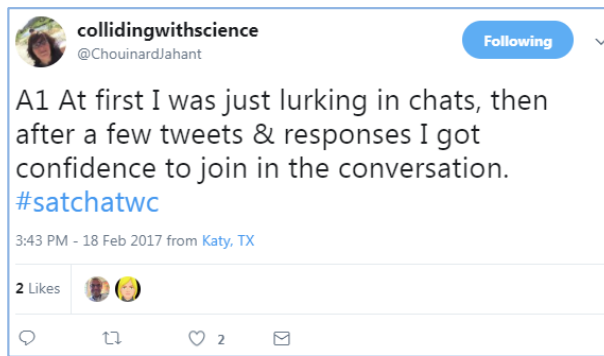 collidingwithscience
@ChouinardJahant
Following
A1 At first I was just lurking in chats, then
after a few tweets & responses I got
confidence to join in the conversation.
#satchatwc
3:43 PM - 18 Feb 2017 from Katy, TX
2 Likes
2